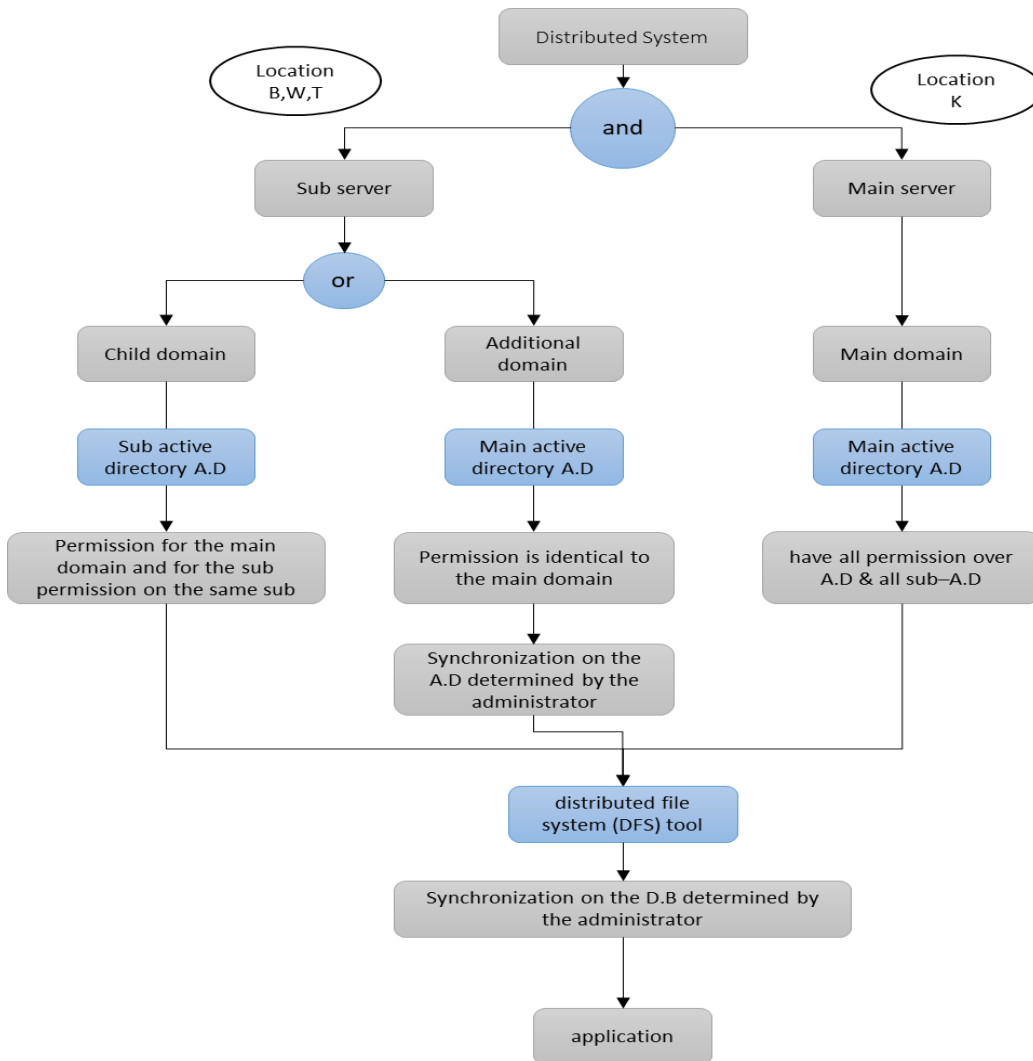 Distributed System
Location
B,W,T
Location
K
and
Sub server
Main server
or
Child domain
Additional
domain
Main domain
Sub active
directory A.D
Main active
directory A.D
Main active
directory A.D
Permission for the main
domain and for the sub
permission on the same sub
Permission is identical to
the main domain
have all permission over
A.D & all sub–A.D
Synchronization on the
A.D determined by the
administrator
distributed file
system (DFS) tool
Synchronization on the D.B determined by
the administrator
application